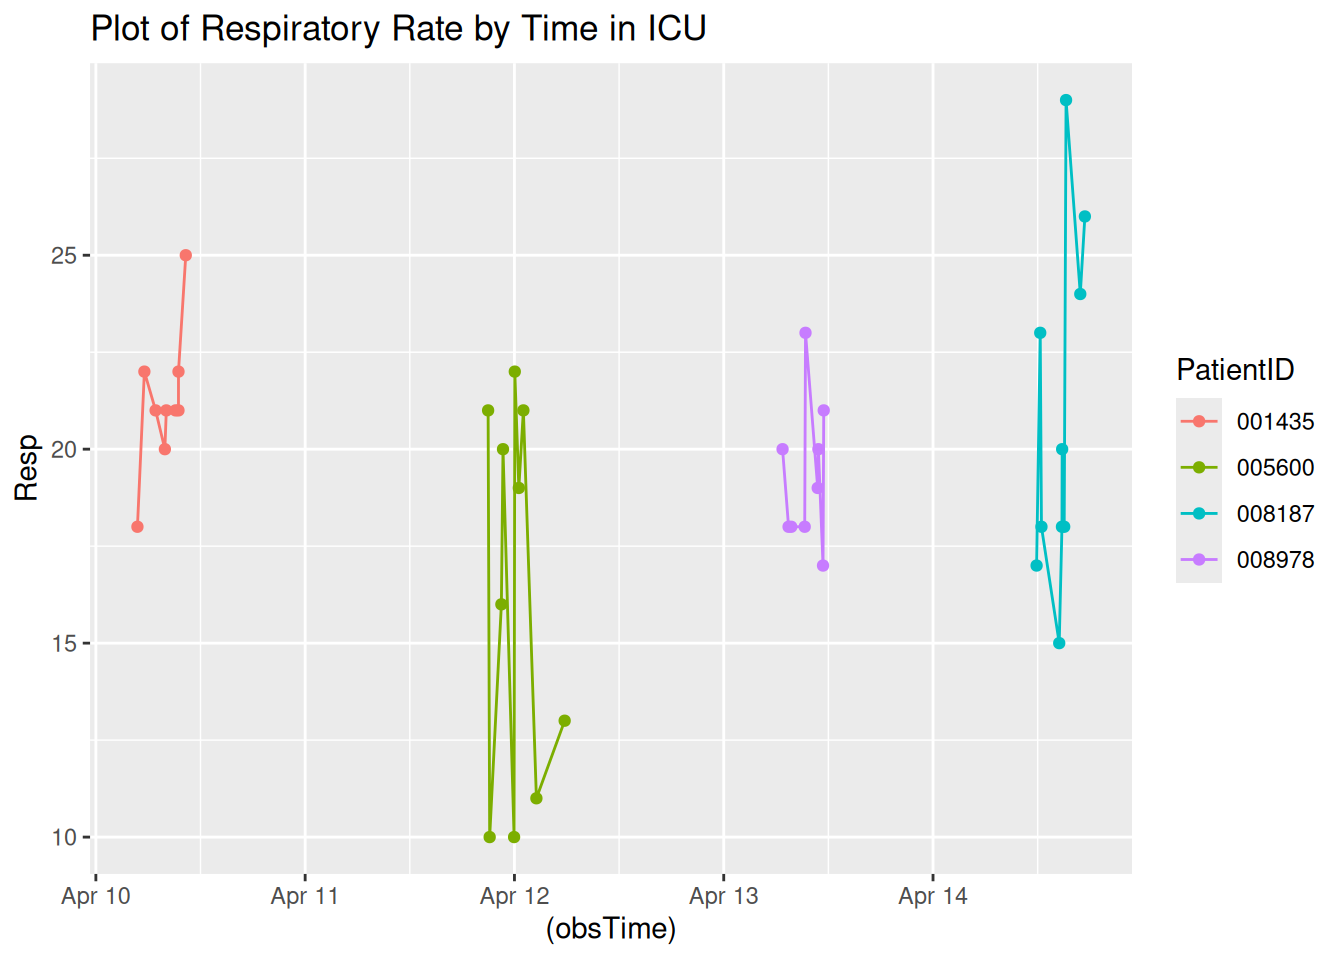 Plot of Respiratory Rate by Time in ICU
Resp
25
20
15
10
Apr 10
Apr 11
Apr 12
Apr 13
Apr 14
(obsTime)
PatientID
001435
005600
008187
008978